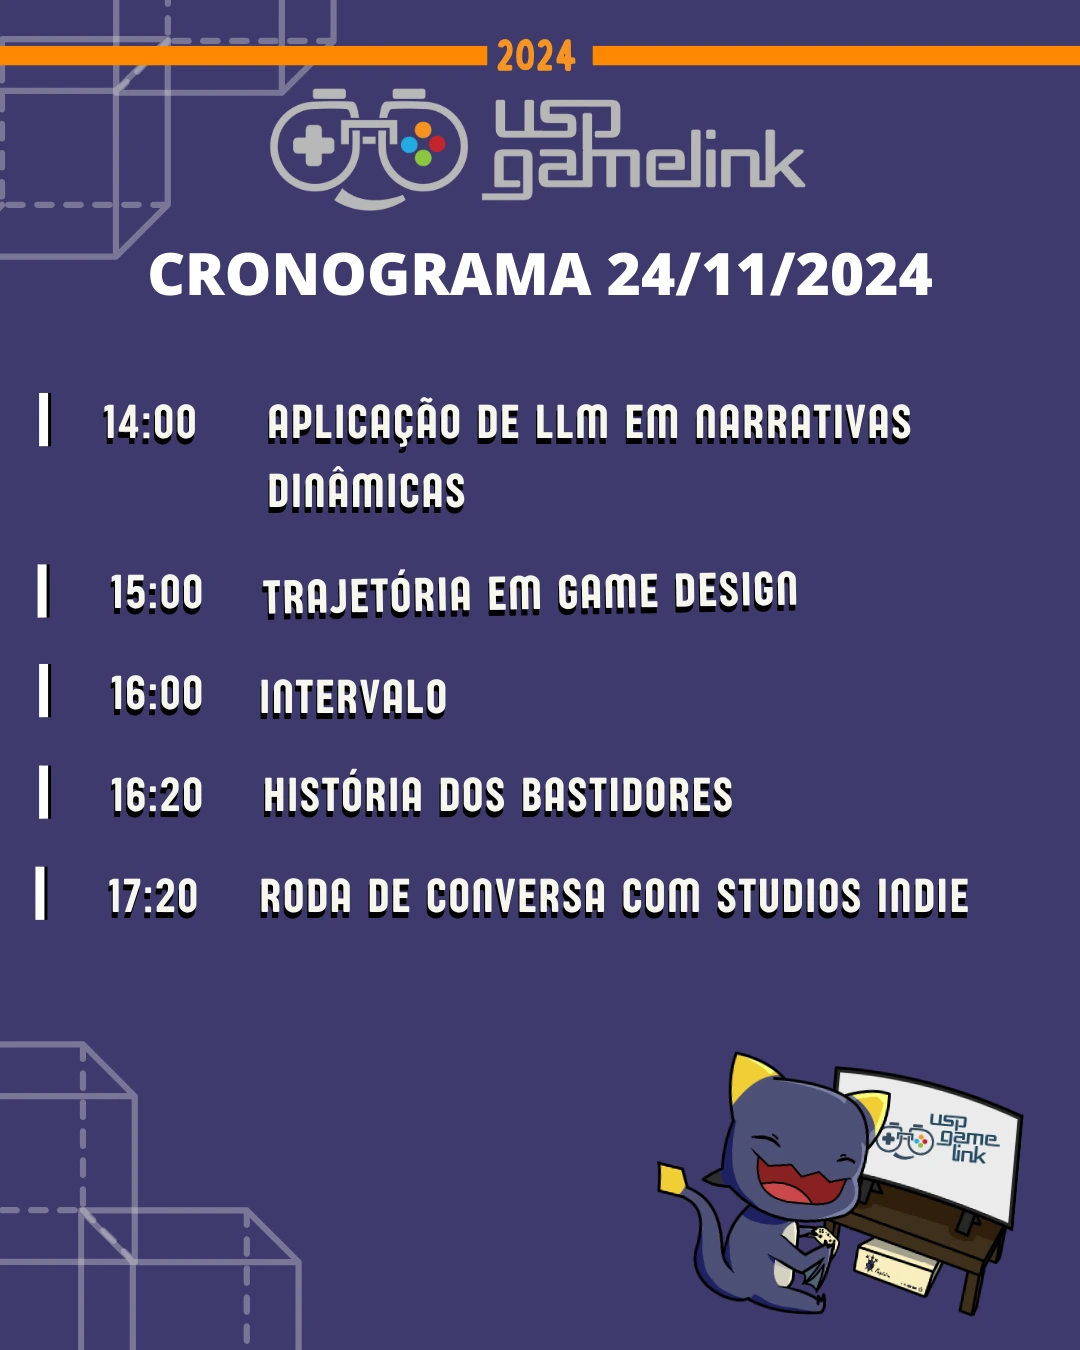 2024
usp
gamelink
CRONOGRAMA 24/11/2024
14:00 APLICAÇÃO DE LLM EM NARRATIVAS
DINÂMICAS
15:00 TRAJETÓRIA EM GAME DESIGN
16:00 INTERVALO
16:20 HISTÓRIA DOS BASTIDORES
17:20 RODA DE CONVERSA COM STUDIOS INDIE
usp
game
link